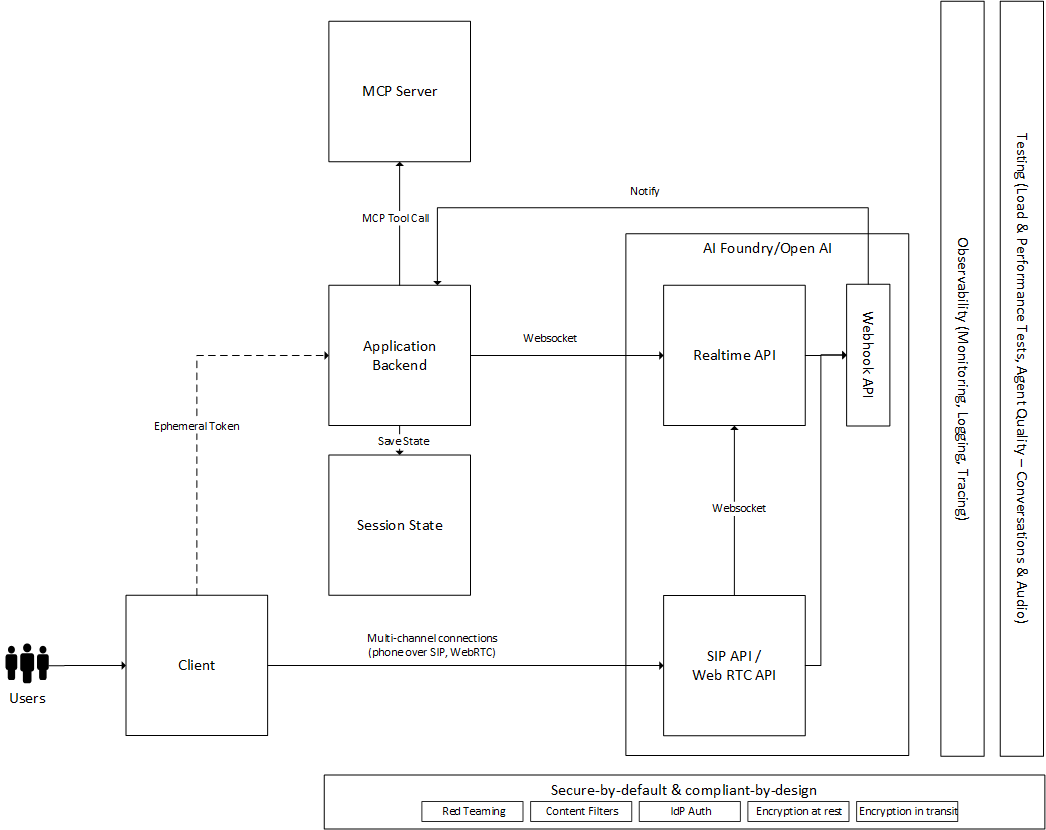 MCP Server
Notify
MCP Tool Call
AI Foundry/Open AI
Application
Backend
Websocket
Realtime API
Webhook API
Ephemeral Token
Save State
Session State
Websocket
Multi-channel connections
(phone over SIP, WebRTC)
Client
SIP API /
Web RTC API
Users
Observability (Monitoring, Logging, Tracing)
Testing (Load & Performance Tests, Agent Quality – Conversations & Audio)
Secure-by-default & compliant-by-design
Red Teaming
Content Filters
IdP Auth
Encryption at rest
Encryption in transit